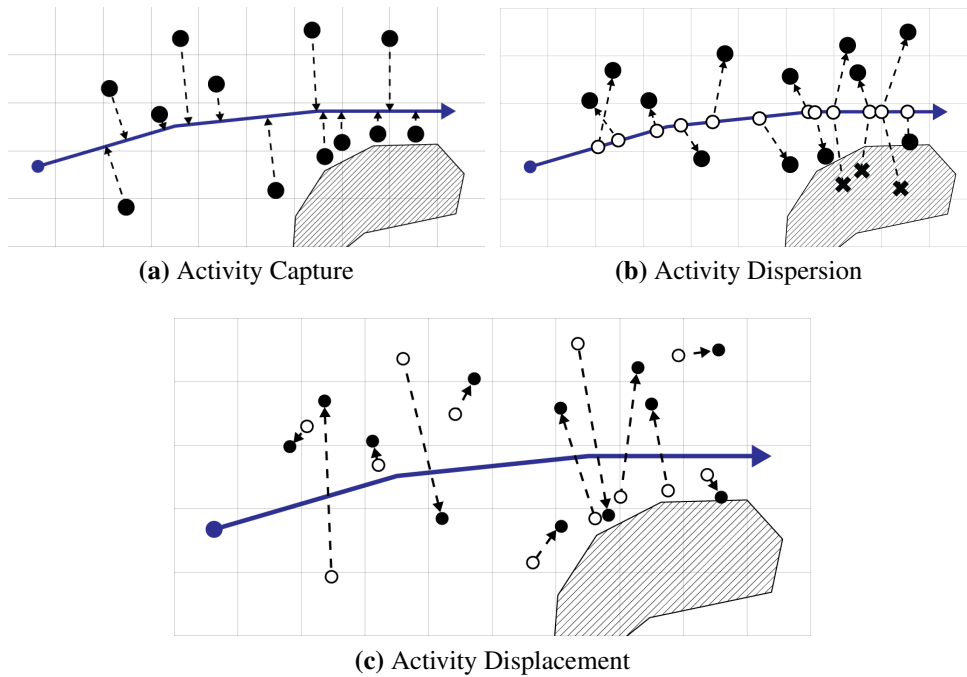 (a) Activity Capture
(b) Activity Dispersion
(c) Activity Displacement